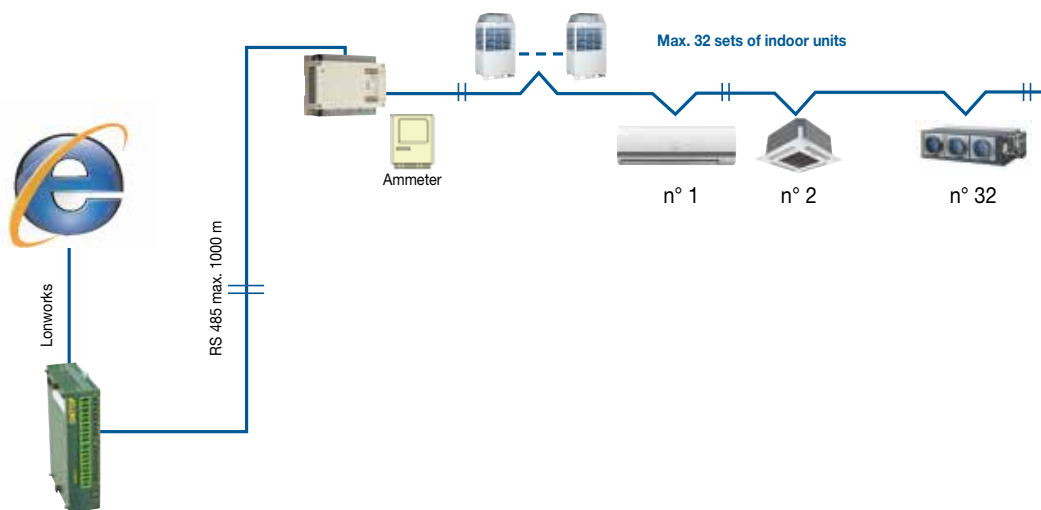 Max. 32 sets of indoor units
Ammeter
n° 1
n° 2
n° 32
RS 485 max. 1000 m
Lonworks